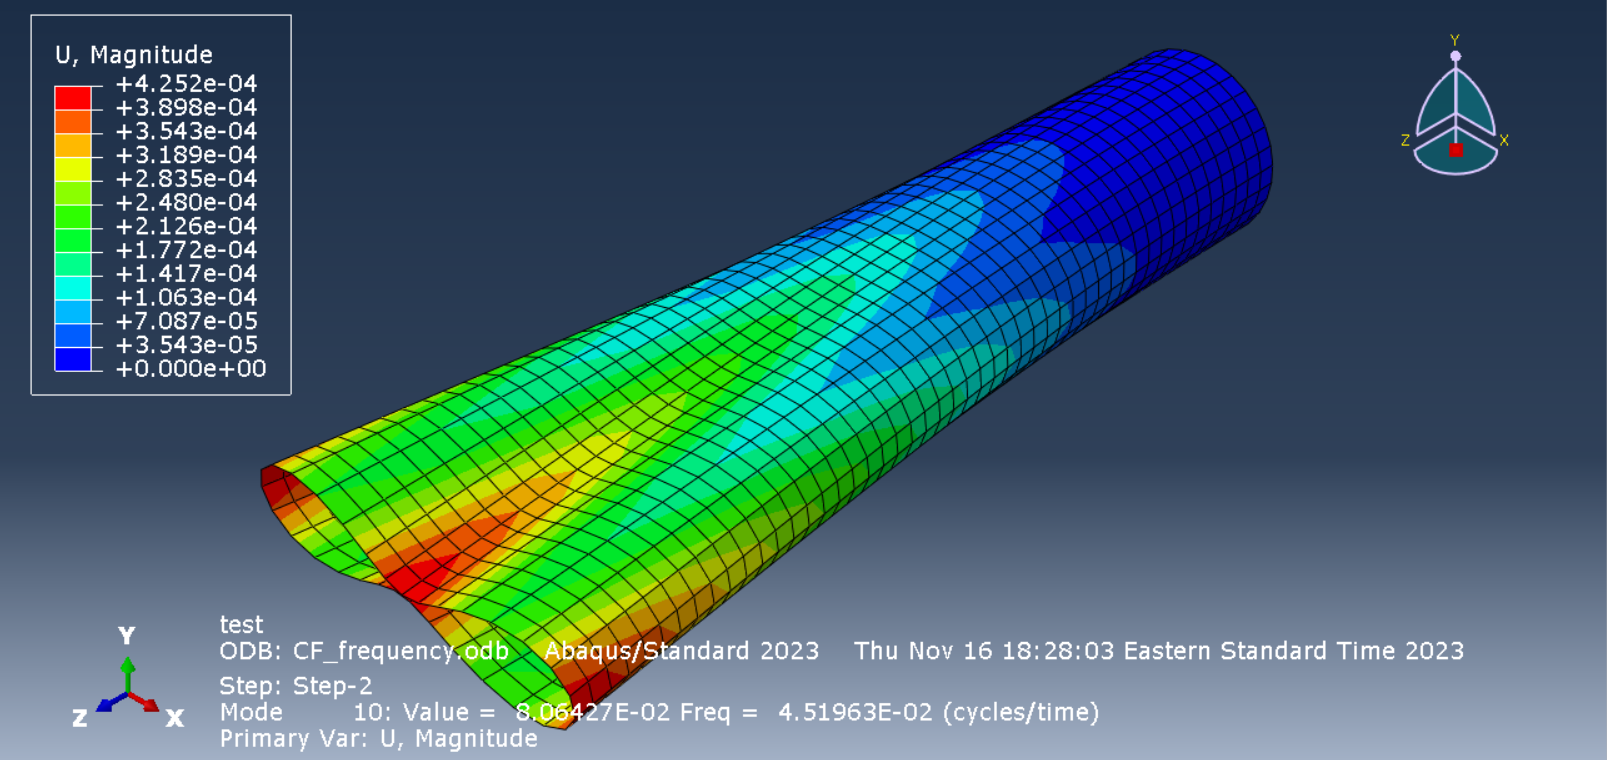 U, Magnitude
+4.252e-04
+3.898e-04
+3.543e-04
+3.189e-04
+2.835e-04
+2.480e-04
+2.126e-04
+1.772e-04
+1.417e-04
+1.063e-04
+7.087e-05
+3.543e-05
+0.000e+00
Y
Z
X
Y
Z
X
test
ODB: CF_frequency.odb Abaqus/Standard 2023 Thu Nov 16 18:28:03 Eastern Standard Time 2023
Step: Step-2
Mode 10: Value = 8.06427E-02 Freq = 4.51963E-02 (cycles/time)
Primary Var: U, Magnitude